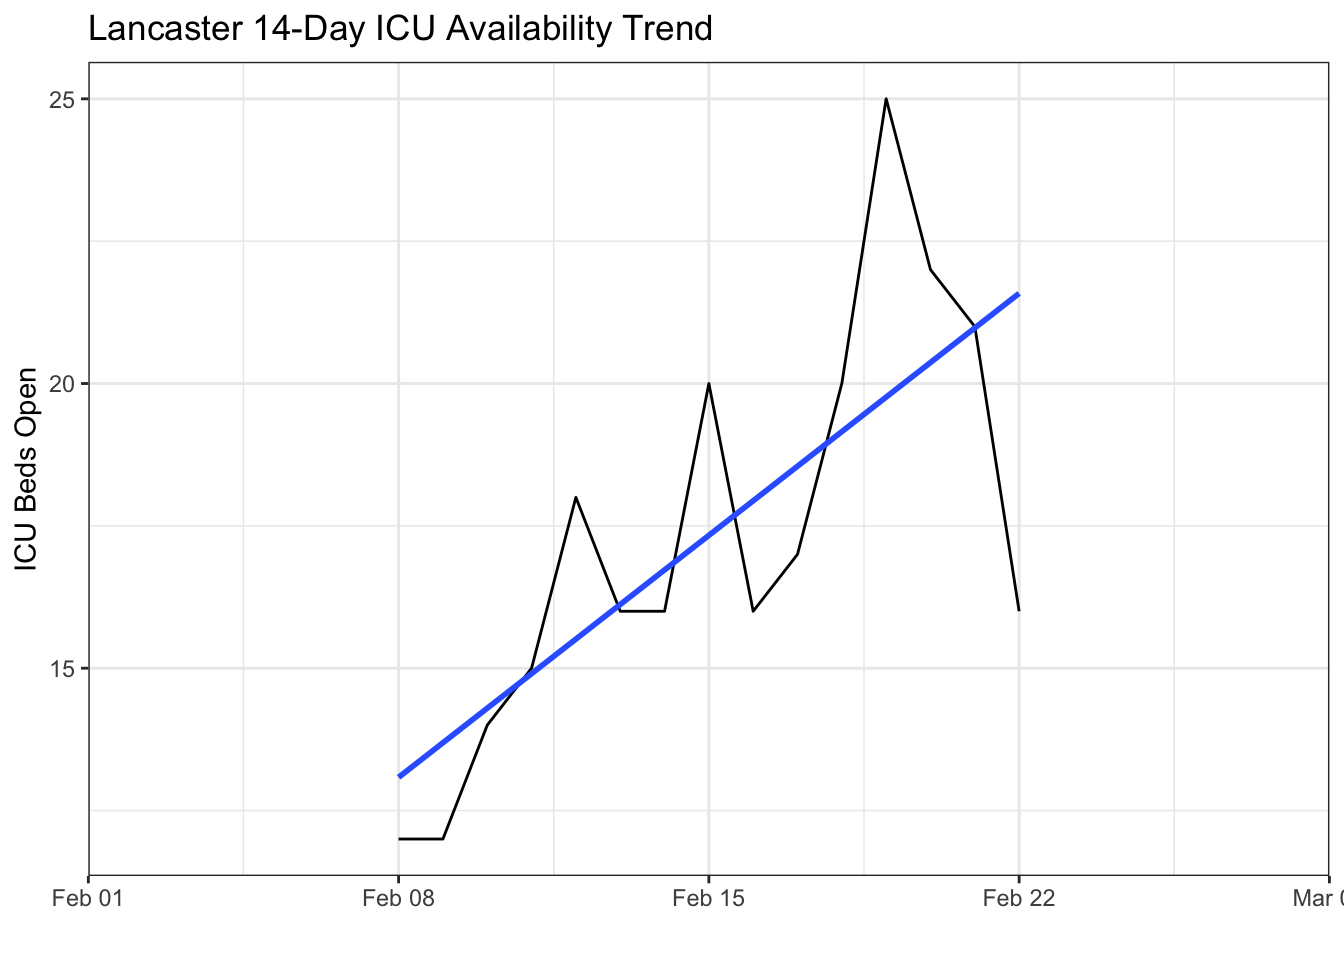 Lancaster 14-Day ICU Availability Trend
ICU Beds Open
25
20
15
Feb 01 Feb 08 Feb 15 Feb 22 Mar